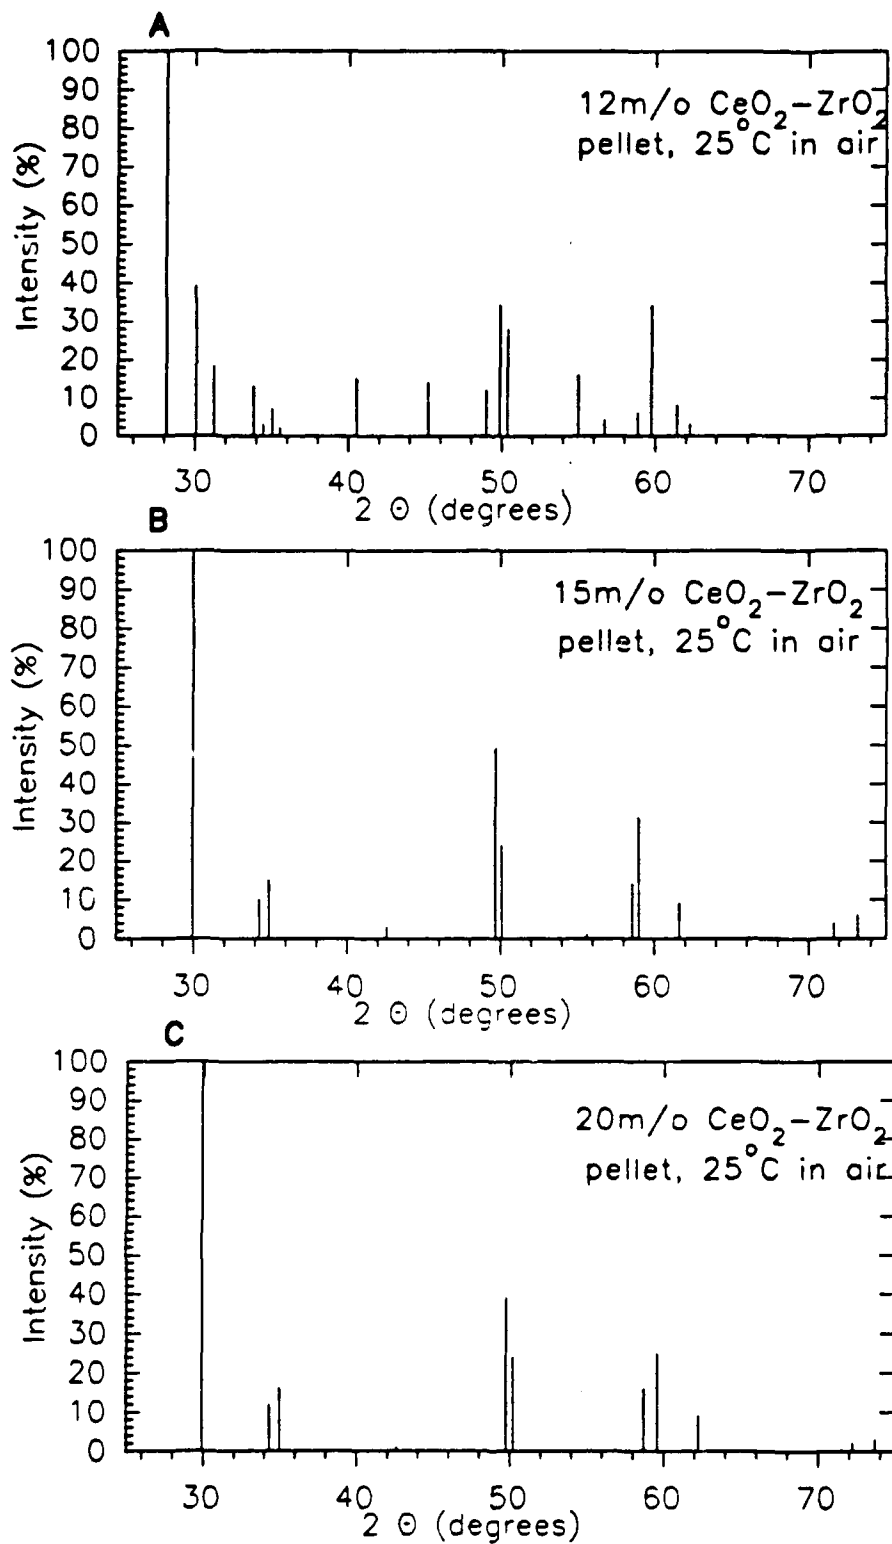 A
100
90
80
70
60
50
40
30
20
10
0
Intensity (%)
12m/o CeO₂-ZrO₂
pellet, 25°C in air
30 40 50 60 70
2 Θ (degrees)
B
100
90
80
70
60
50
40
30
20
10
0
Intensity (%)
15m/o CeO₂-ZrO₂
pellet, 25°C in air
30 40 50 60 70
2 Θ (degrees)
C
100
90
80
70
60
50
40
30
20
10
0
Intensity (%)
20m/o CeO₂-ZrO₂
pellet, 25°C in air
30 40 50 60 70
2 Θ (degrees)